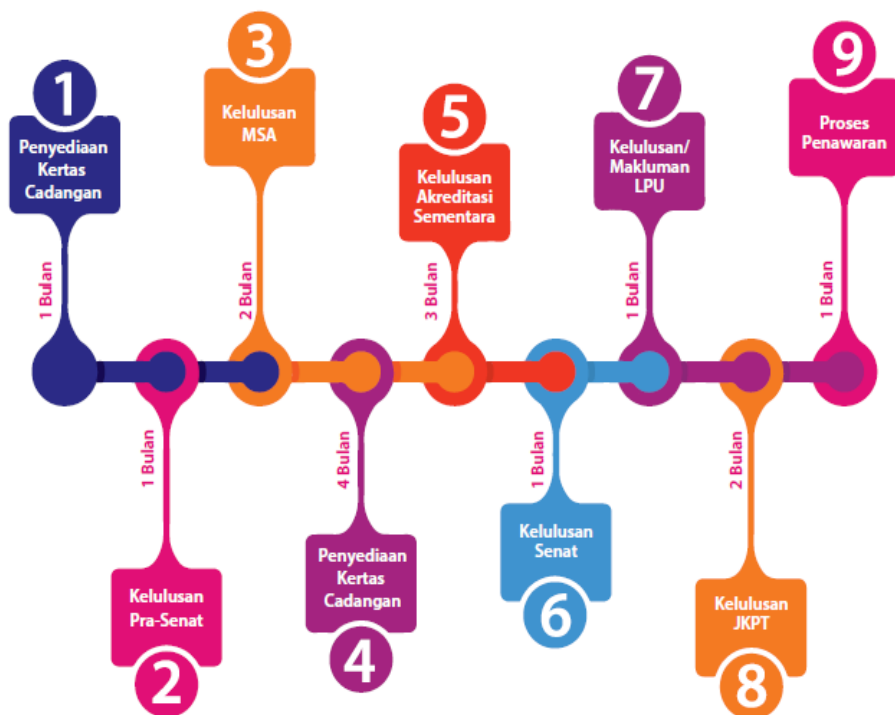 1
Penyediaan
Kertas
Cadangan
1 Bulan
2
Kelulusan
Pra-Senat
1 Bulan
3
Kelulusan
MSA
2 Bulan
4
Penyediaan
Kertas
Cadangan
4 Bulan
5
Kelulusan
Akreditasi
Sementara
3 Bulan
6
Kelulusan
Senat
1 Bulan
7
Kelulusan/
Makluman
LPU
1 Bulan
8
Kelulusan
JKPT
2 Bulan
9
Proses
Penawaran
1 Bulan